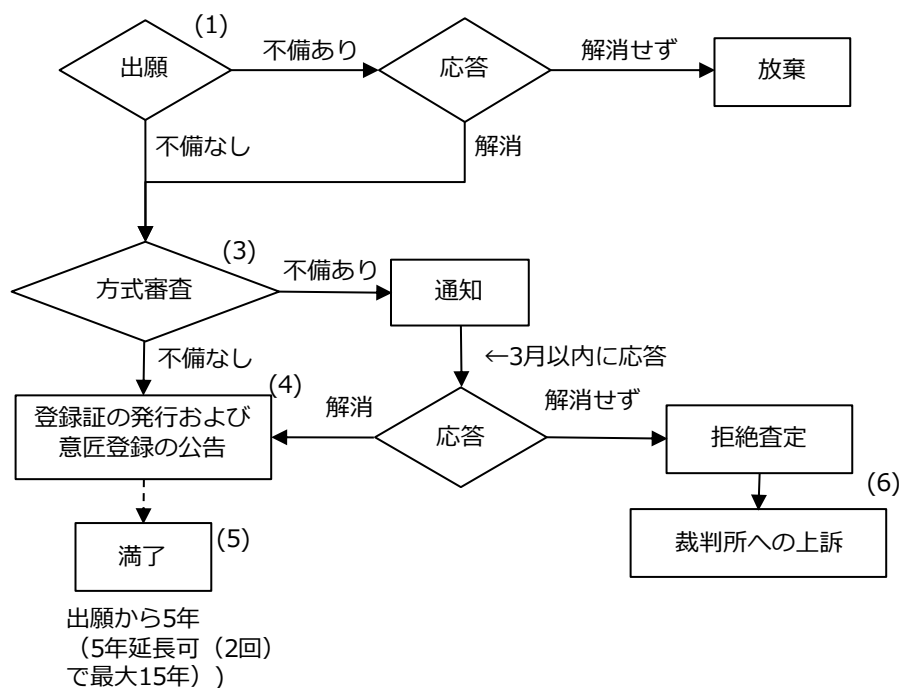 (1)
出願
不備あり
応答
解消せず
放棄
不備なし
解消
(3)
方式審査
不備あり
通知
不備なし
←3月以内に応答
(4)
登録証の発行および
意匠登録の公告
解消
応答
解消せず
拒絶査定
(6)
裁判所への上訴
(5)
満了
出願から5年
（5年延長可（2回）
で最大15年）)